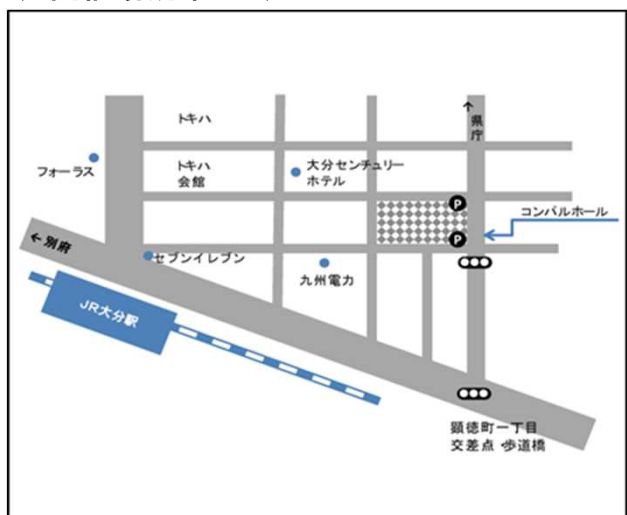 トキハ
↑県庁
フォーラス
トキハ
会館
大分センチュリー
ホテル
P
コンパルホール
P
←別府
セブンイレブン
九州電力
JR大分駅
顕徳町一丁目
交差点・歩道橋